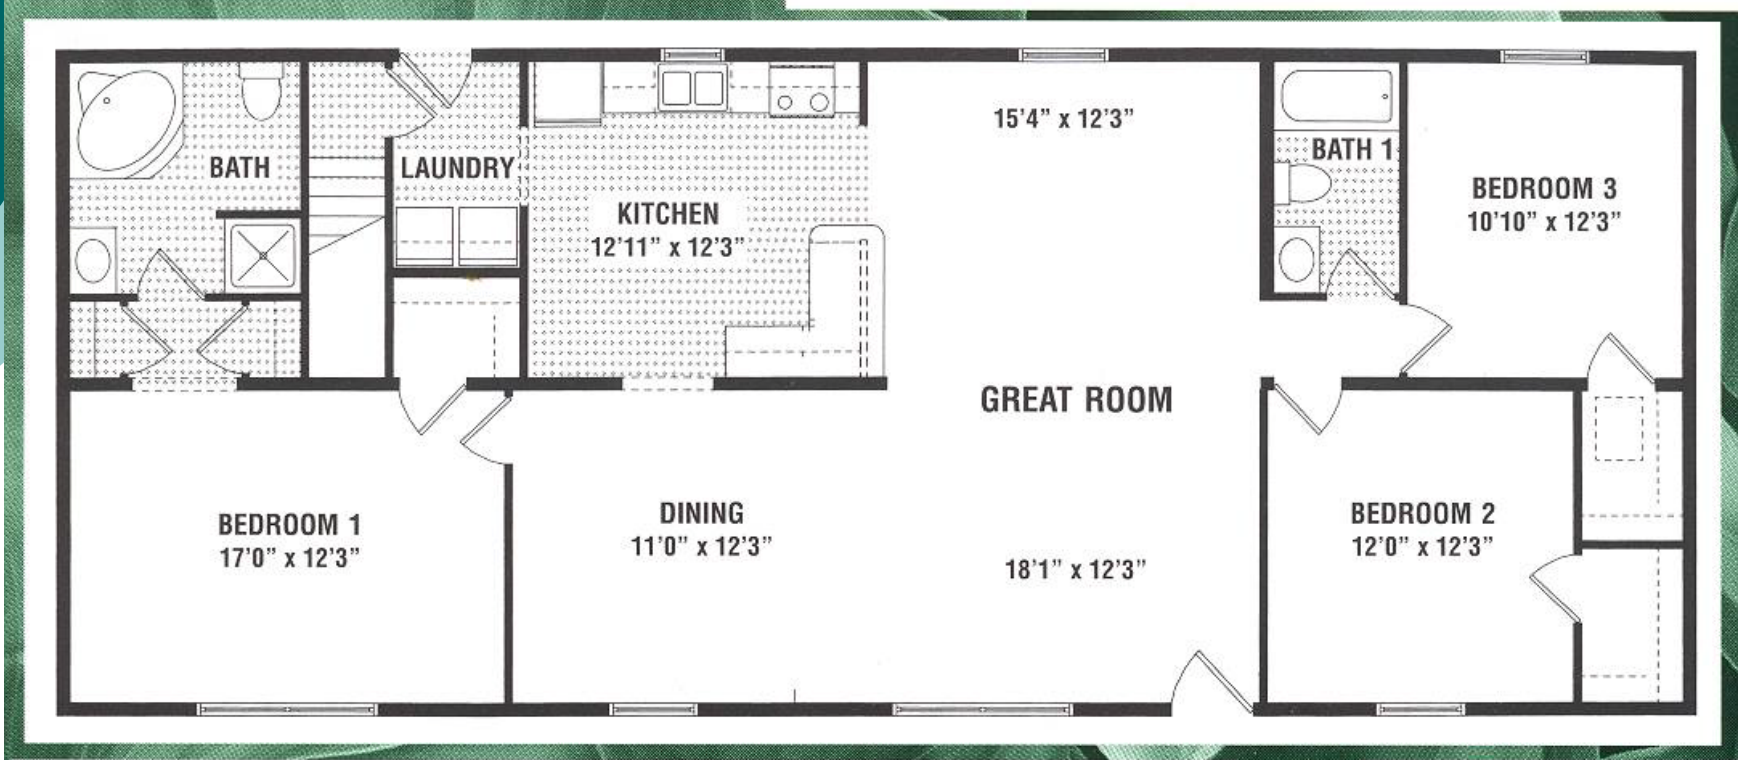 15'4" x 12'3"
BATH
LAUNDRY
BATH 1
KITCHEN
12'11" x 12'3"
BEDROOM 3
10'10" x 12'3"
GREAT ROOM
BEDROOM 1
17'0" x 12'3"
DINING
11'0" x 12'3"
18'1" x 12'3"
BEDROOM 2
12'0" x 12'3"